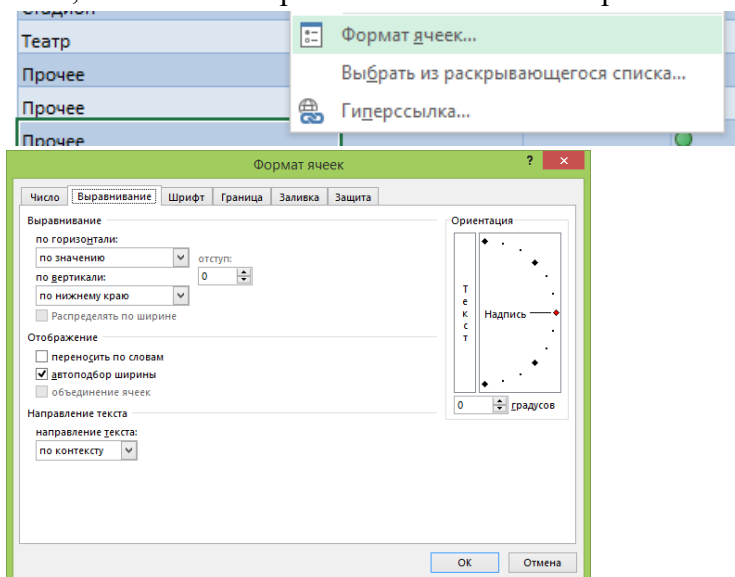 Стадион
Театр
Прочее
Прочее
Прочее
Формат ячеек...
Выбрать из раскрывающегося списка...
Гиперссылка...
Формат ячеек
?
×
Число Выравнивание Шрифт Граница Заливка Защита
Выравнивание
по горизонтали:
по значению
отступ:
по вертикали:
0
по нижнему краю
Распределять по ширине
Отображение
переносить по словам
автоподбор ширины
объединение ячеек
Направление текста
направление текста:
по контексту
Ориентация
Текст
Надпись
0 градусов
ОК Отмена